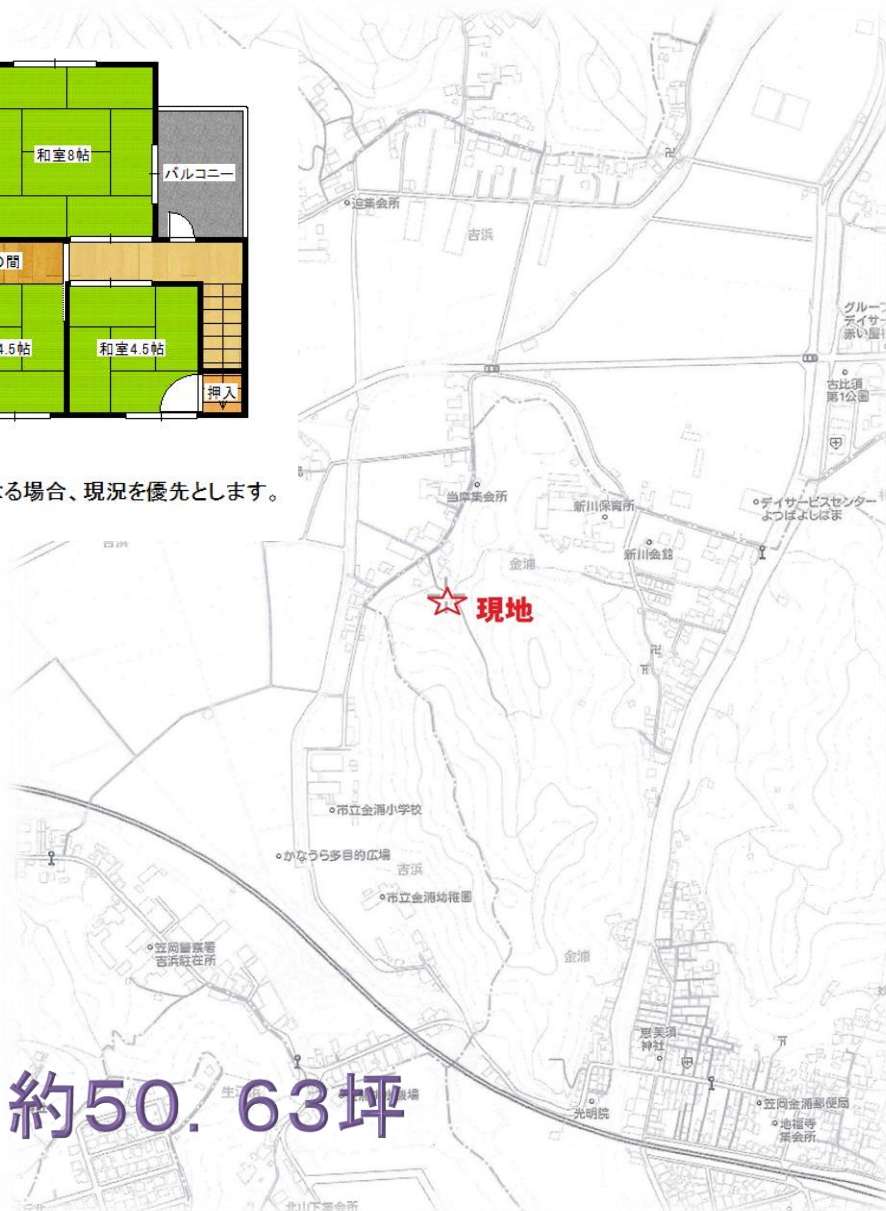 和室8帖
バルコニー
の間
4.5帖
和室4.5帖
押入
なる場合、現況を優先とします。
迫集会所
吉浜
グループ
デイサー
古比須
第1公園
当摩集会所
新川保育所
デイサービスセンター
よつばよしはま
新川会館
吉浜
金浦
現地
市立金浦小学校
かなうら多目的広場
吉浜
市立金浦幼稚園
笠岡警察署
吉浜駐在所
金浦
恵美須
神社
約50.63坪
光明院
笠岡金浦郵便局
地福寺
集会所
北山下集会所